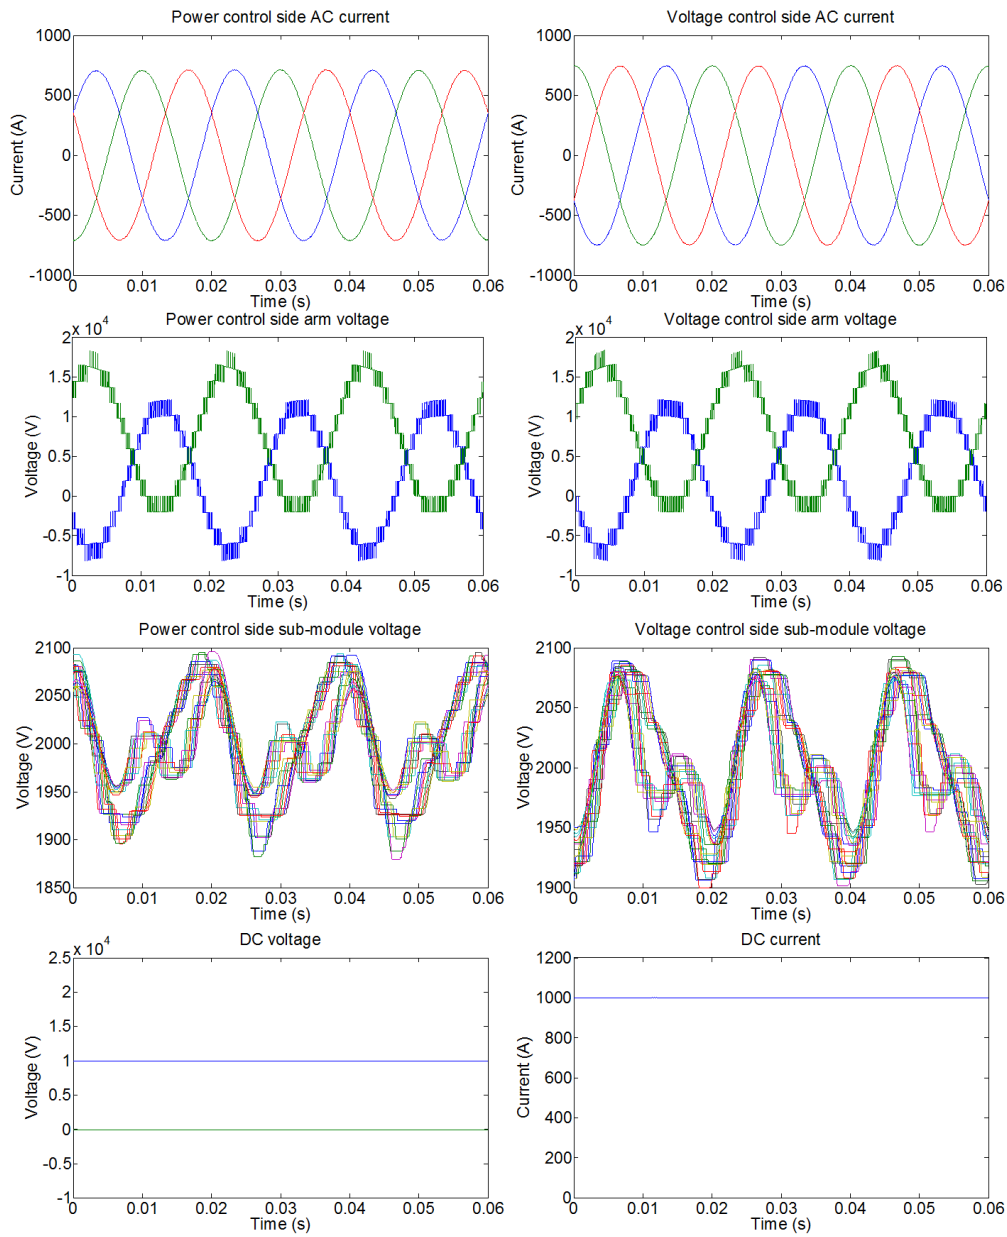 Power control side AC current
1000
500
0
-500
-1000
Current (A)
0 0.01 0.02 0.03 0.04 0.05 0.06
Time (s)
Voltage control side AC current
1000
500
0
-500
-1000
Current (A)
0 0.01 0.02 0.03 0.04 0.05 0.06
Time (s)
Power control side arm voltage
x 10^4
2
1.5
1
0.5
0
-0.5
-1
Voltage (V)
0 0.01 0.02 0.03 0.04 0.05 0.06
Time (s)
Voltage control side arm voltage
x 10^4
2
1.5
1
0.5
0
-0.5
-1
Voltage (V)
0 0.01 0.02 0.03 0.04 0.05 0.06
Time (s)
Power control side sub-module voltage
2100
2050
2000
1950
1900
1850
Voltage (V)
0 0.01 0.02 0.03 0.04 0.05 0.06
Time (s)
Voltage control side sub-module voltage
2100
2050
2000
1950
1900
Voltage (V)
0 0.01 0.02 0.03 0.04 0.05 0.06
Time (s)
DC voltage
x 10^4
2.5
2
1.5
1
0.5
0
-0.5
-1
Voltage (V)
0 0.01 0.02 0.03 0.04 0.05 0.06
Time (s)
DC current
1200
1000
800
600
400
200
0
Current (A)
0 0.01 0.02 0.03 0.04 0.05 0.06
Time (s)